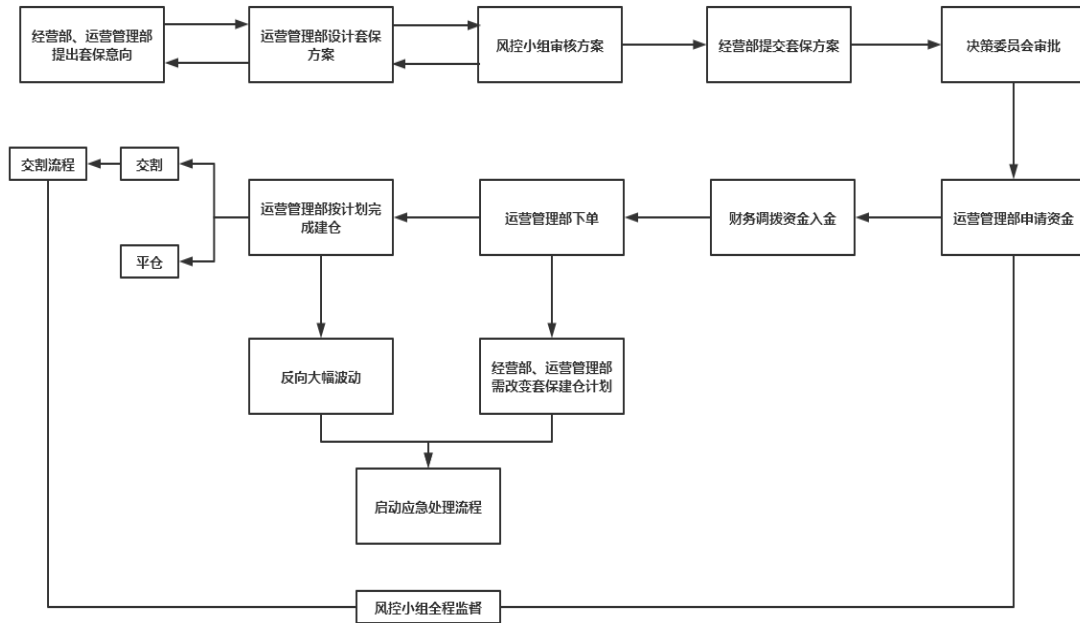 经营部、运营管理部
提出套保意向
运营管理部设计套保
方案
风控小组审核方案
经营部提交套保方案
决策委员会审批
交割流程
交割
平仓
运营管理部按计划完
成建仓
运营管理部下单
财务调拨资金入金
运营管理部申请资金
反向大幅波动
经营部、运营管理部
需改变套保建仓计划
启动应急处理流程
风控小组全程监督